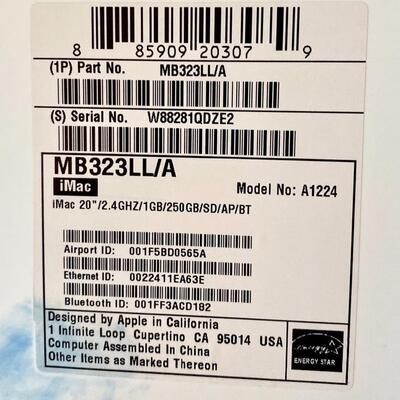 8 85909 20307 9
(1P) Part No. MB323LL/A
(S) Serial No. W88281QDZE2
MB323LL/A
iMac Model No: A1224
iMac 20"/2.4GHZ/1GB/250GB/SD/AP/BT
Airport ID: 001F5BD0565A
Ethernet ID: 0022411EA63E
Bluetooth ID: 001FF3ACD182
Designed by Apple in California
1 Infinite Loop Cupertino CA 95014 USA
Computer Assembled In China
Other Items as Marked Thereon
energy
ENERGY STAR